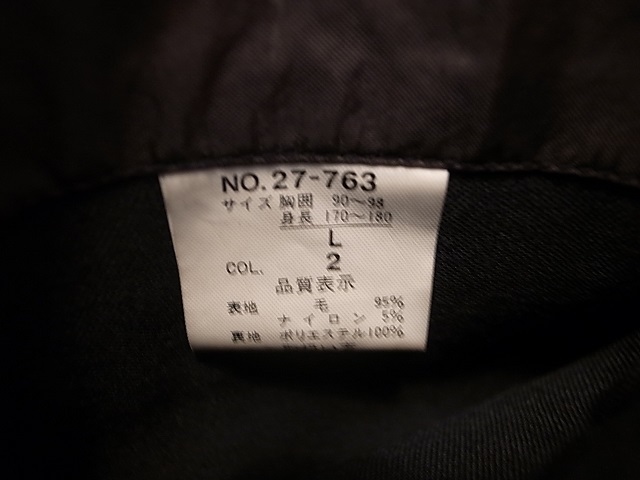 NO. 27-763
サイズ 胸囲 90～98
身長 170～180
L
COL. 2
品質表示
表地 毛 95%
ナイロン 5%
裏地 ポリエステル100%